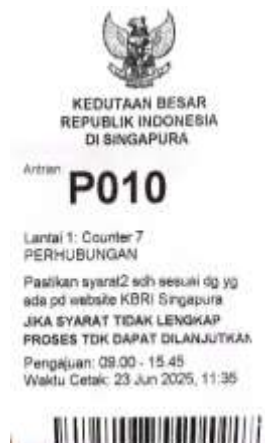 KEDUTAAN BESAR
REPUBLIK INDONESIA
DI SINGAPURA
Antrian
P010
Lantai 1: Counter 7
PERHUBUNGAN
Pastikan syarat2 sdh sesuai dg yg
ada pd website KBRI Singapura
JIKA SYARAT TIDAK LENGKAP
PROSES TDK DAPAT DILANJUTKAN
Pengajuan: 09.00 - 15.45
Waktu Cetak: 23 Jun 2025, 11:35